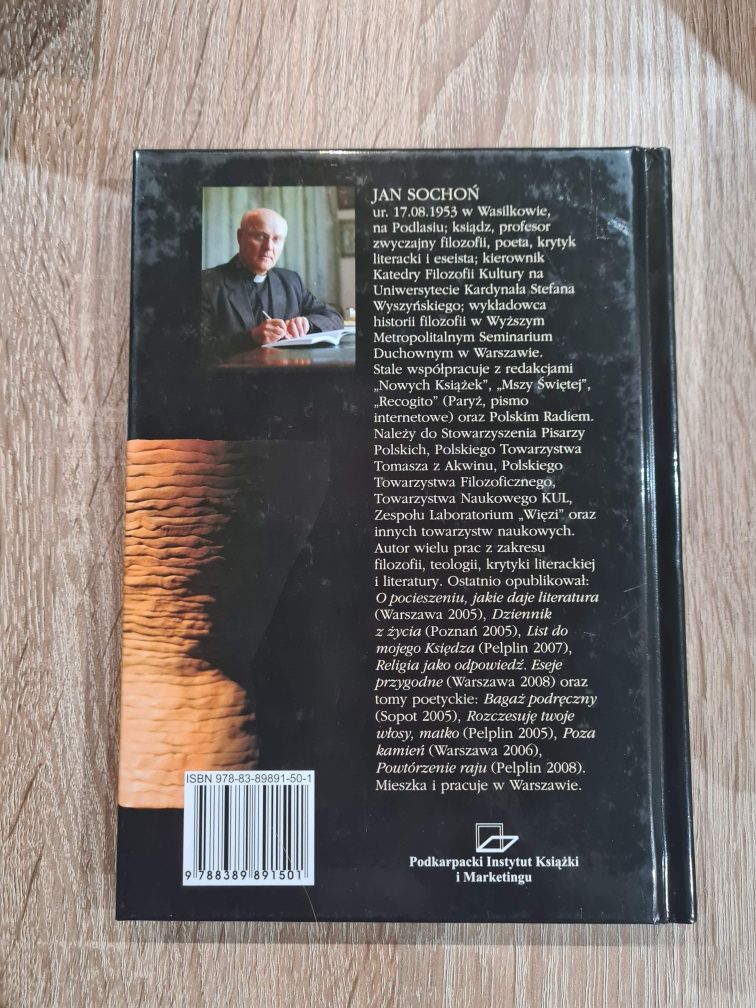 JAN SOCHOŃ
ur. 17.08.1953 w Wasilkowie,
na Podlasiu; ksiądz, profesor
zwyczajny filozofii, poeta, krytyk
literacki i eseista; kierownik
Katedry Filozofii Kultury na
Uniwersytecie Kardynała Stefana
Wyszyńskiego; wykładowca
historii filozofii w Wyższym
Metropolitalnym Seminarium
Duchownym w Warszawie.
Stale współpracuje z redakcjami
„Nowych Książek”, „Mszy Świętej”,
„Recogito” (Paryż, pismo
internetowe) oraz Polskim Radiem.
Należy do Stowarzyszenia Pisarzy
Polskich, Polskiego Towarzystwa
Tomasza z Akwinu, Polskiego
Towarzystwa Filozoficznego,
Towarzystwa Naukowego KUL,
Zespołu Laboratorium „Więzi” oraz
innych towarzystw naukowych.
Autor wielu prac z zakresu
filozofii, teologii, krytyki literackiej
i literatury. Ostatnio opublikował:
O pocieszeniu, jakie daje literatura
(Warszawa 2005), Dziennik
z życia (Poznań 2005), List do
mojego Księdza (Pelplin 2007),
Religia jako odpowiedź. Eseje
przygodne (Warszawa 2008) oraz
tomy poetyckie: Bagaż podręczny
(Sopot 2005), Rozczesuję twoje
włosy, matko (Pelplin 2005), Poza
kamień (Warszawa 2006),
Powtórzenie raju (Pelplin 2008).
Mieszka i pracuje w Warszawie.
ISBN 978-83-89891-50-1
9 788389 891501
Podkarpacki Instytut Książki
i Marketingu